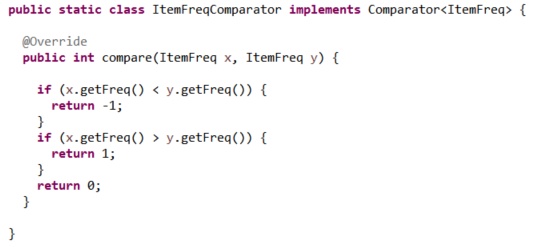 public static class ItemFreqComparator implements Comparator<ItemFreq> {
@Override
public int compare(ItemFreq x, ItemFreq y) {
if (x.getFreq() < y.getFreq()) {
return -1;
}
if (x.getFreq() > y.getFreq()) {
return 1;
}
return 0;
}
}